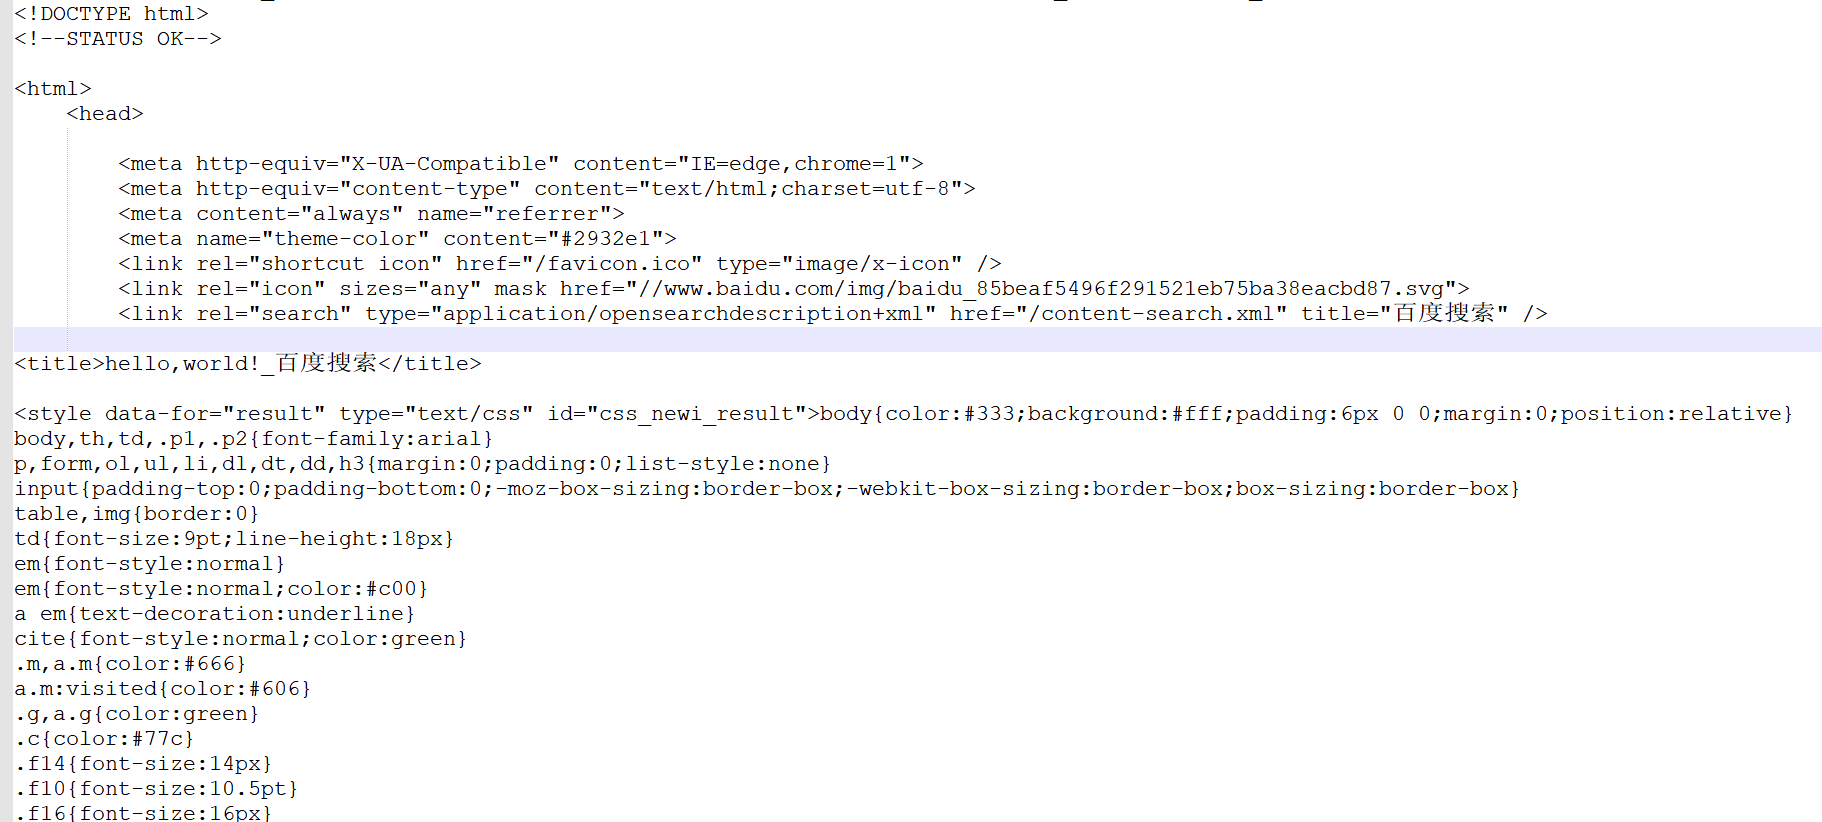 <!DOCTYPE html>
<!--STATUS OK-->
<html>
<head>
<meta http-equiv="X-UA-Compatible" content="IE=edge,chrome=1">
<meta http-equiv="content-type" content="text/html;charset=utf-8">
<meta content="always" name="referrer">
<meta name="theme-color" content="#2932e1">
<link rel="shortcut icon" href="/favicon.ico" type="image/x-icon" />
<link rel="icon" sizes="any" mask href="//www.baidu.com/img/baidu_85beaf5496f291521eb75ba38eacbd87.svg">
<link rel="search" type="application/opensearchdescription+xml" href="/content-search.xml" title="百度搜索" />
<title>hello,world!_百度搜索</title>
<style data-for="result" type="text/css" id="css_newi_result">body{color:#333;background:#fff;padding:6px 0 0;margin:0;position:relative}
body,th,td,.p1,.p2{font-family:arial}
p,form,ol,ul,li,dl,dt,dd,h3{margin:0;padding:0;list-style:none}
input{padding-top:0;padding-bottom:0;-moz-box-sizing:border-box;-webkit-box-sizing:border-box;box-sizing:border-box}
table,img{border:0}
td{font-size:9pt;line-height:18px}
em{font-style:normal}
em{font-style:normal;color:#c00}
a em{text-decoration:underline}
cite{font-style:normal;color:green}
.m,a.m{color:#666}
a.m:visited{color:#606}
.g,a.g{color:green}
.c{color:#77c}
.f14{font-size:14px}
.f10{font-size:10.5pt}
.f16{font-size:16px}